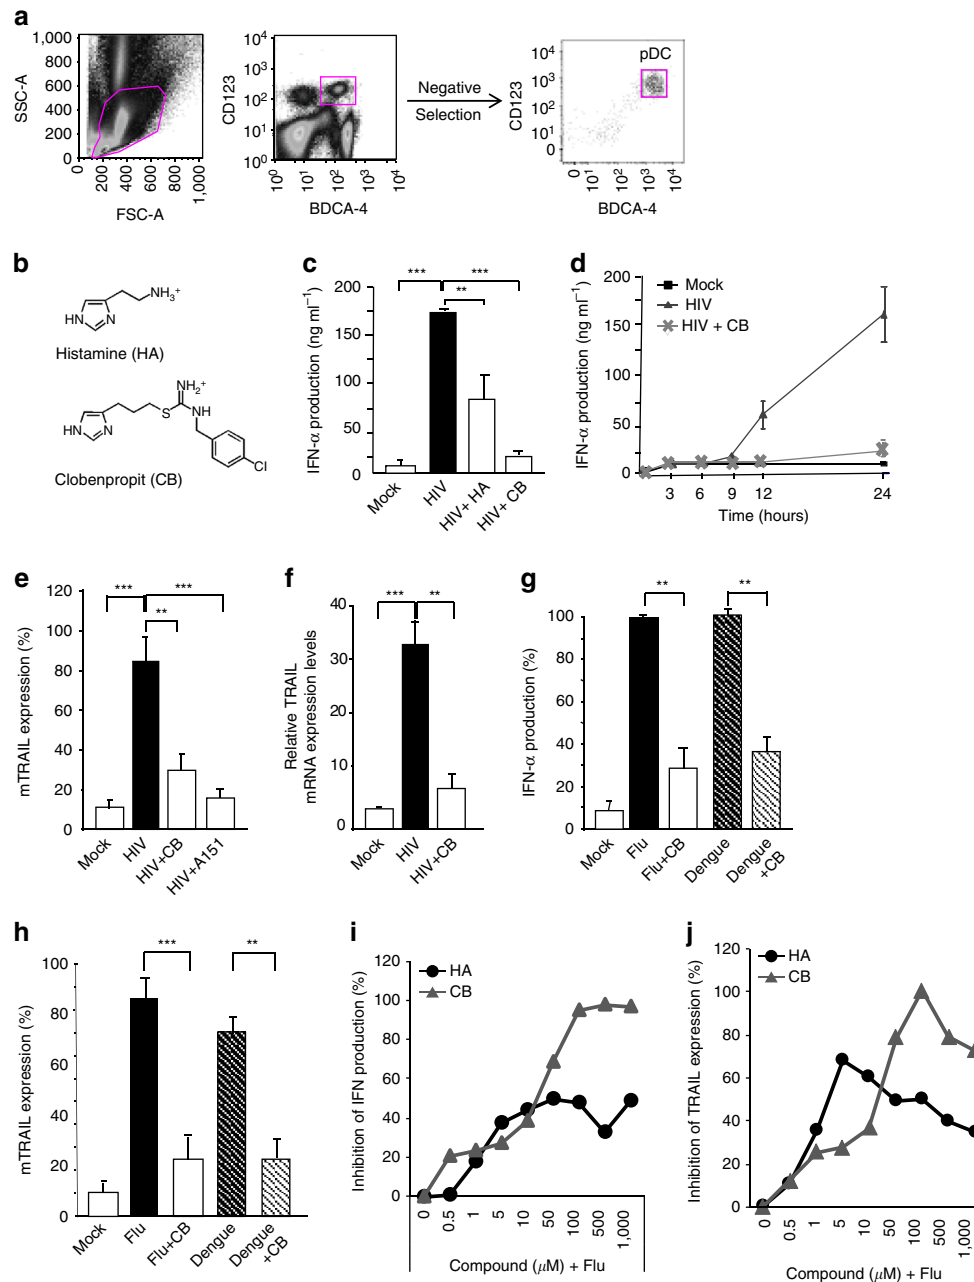 a
1,000
800
600
400
200
0
SSC-A
0
200
400
600
800
1,000
FSC-A
10⁴
10³
10²
10¹
10⁰
CD123
10⁰
10¹
10²
10³
10⁴
BDCA-4
Negative
Selection
pDC
10⁴
10³
10²
10¹
0
CD123
0
10¹
10²
10³
10⁴
BDCA-4
b
NH₃⁺
HN
N
Histamine (HA)
NH₂⁺
S
NH
HN
N
Cl
Clobenpropit (CB)
c
*** ***
**
200
150
100
50
0
IFN-α production (ng ml⁻¹)
Mock
HIV
HIV+ HA
HIV+ CB
d
200
150
100
50
0
IFN-α production (ng ml⁻¹)
Mock
HIV
HIV + CB
3 6 9 12 24
Time (hours)
e
*** ***
**
120
100
80
60
40
20
0
mTRAIL expression (%)
Mock
HIV
HIV+CB
HIV+A151
f
*** **
40
30
20
10
0
Relative TRAIL
mRNA expression levels
Mock
HIV
HIV+CB
g
** **
100
80
60
40
20
0
IFN-α production (%)
Mock
Flu
Flu+CB
Dengue
Dengue
+CB
h
*** **
100
80
60
40
20
0
mTRAIL expression (%)
Mock
Flu
Flu+CB
Dengue
Dengue
+CB
i
HA
CB
120
100
80
60
40
20
0
Inhibition of IFN production (%)
0
0.5
1
5
10
50
100
500
1,000
Compound (μM) + Flu
j
HA
CB
120
100
80
60
40
20
0
Inhibition of TRAIL expression (%)
0
0.5
1
5
10
50
100
500
1,000
Compound (μM) + Flu